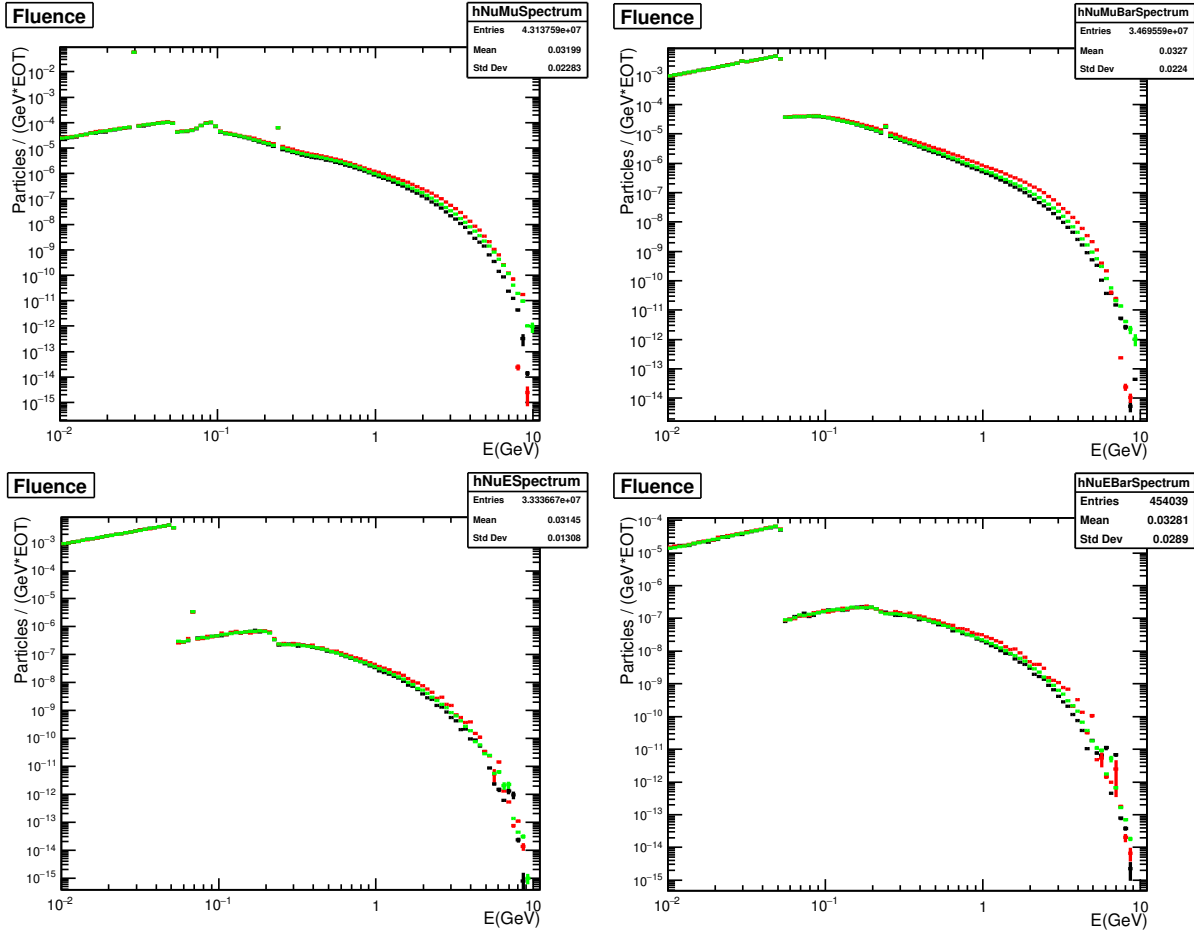 Fluence
hNuMuSpectrum
Entries 4.313759e+07
Mean 0.03199
Std Dev 0.02283
Particles / (GeV*EOT)
10⁻²
10⁻³
10⁻⁴
10⁻⁵
10⁻⁶
10⁻⁷
10⁻⁸
10⁻⁹
10⁻¹⁰
10⁻¹¹
10⁻¹²
10⁻¹³
10⁻¹⁴
10⁻¹⁵
10⁻² 10⁻¹ 1 10
E(GeV)
Fluence
hNuMuBarSpectrum
Entries 3.469559e+07
Mean 0.0327
Std Dev 0.0224
Particles / (GeV*EOT)
10⁻³
10⁻⁴
10⁻⁵
10⁻⁶
10⁻⁷
10⁻⁸
10⁻⁹
10⁻¹⁰
10⁻¹¹
10⁻¹²
10⁻¹³
10⁻¹⁴
10⁻² 10⁻¹ 1 10
E(GeV)
Fluence
hNuESpectrum
Entries 3.333667e+07
Mean 0.03145
Std Dev 0.01308
Particles / (GeV*EOT)
10⁻³
10⁻⁴
10⁻⁵
10⁻⁶
10⁻⁷
10⁻⁸
10⁻⁹
10⁻¹⁰
10⁻¹¹
10⁻¹²
10⁻¹³
10⁻¹⁴
10⁻¹⁵
10⁻² 10⁻¹ 1 10
E(GeV)
Fluence
hNuEBarSpectrum
Entries 454039
Mean 0.03281
Std Dev 0.0289
Particles / (GeV*EOT)
10⁻⁴
10⁻⁵
10⁻⁶
10⁻⁷
10⁻⁸
10⁻⁹
10⁻¹⁰
10⁻¹¹
10⁻¹²
10⁻¹³
10⁻¹⁴
10⁻¹⁵
10⁻² 10⁻¹ 1 10
E(GeV)